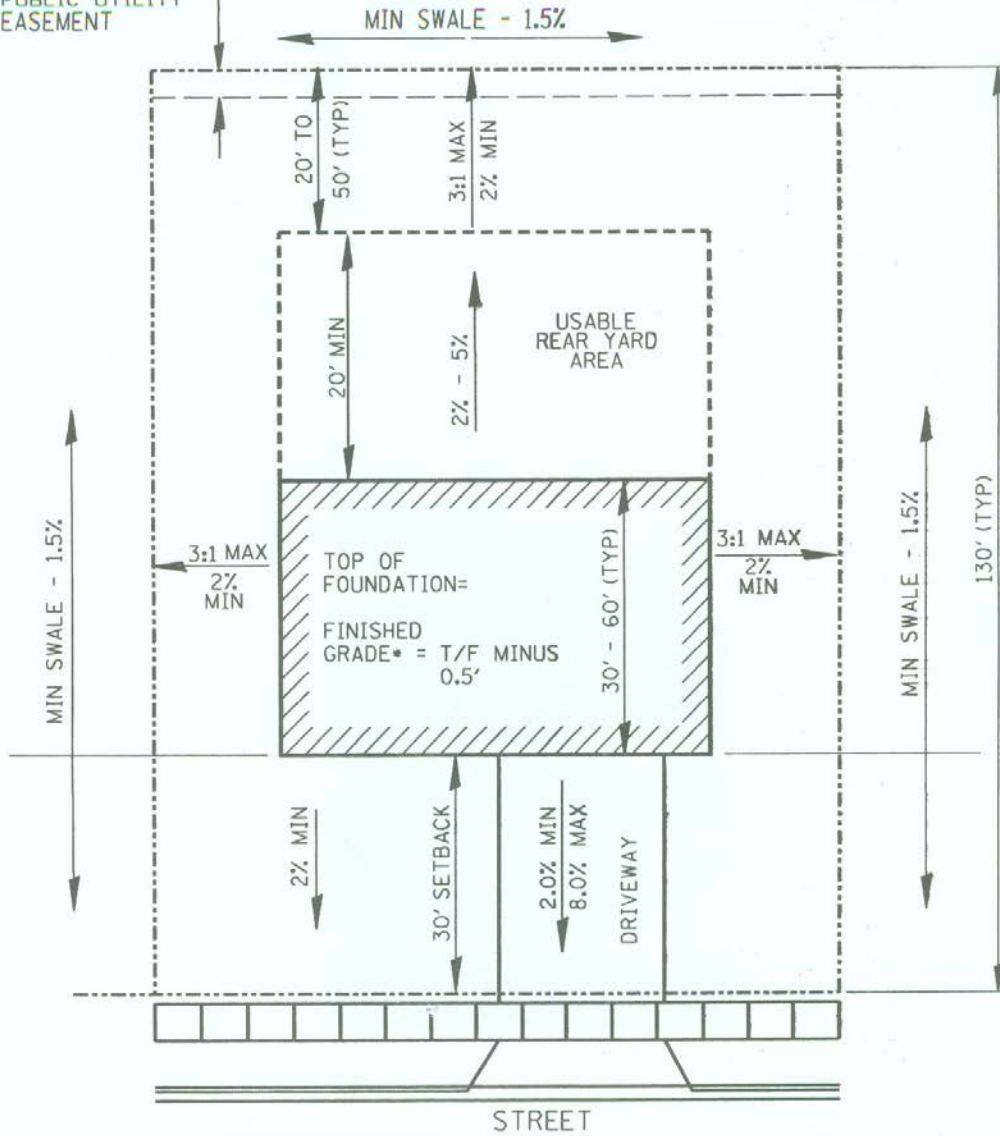 PUBLIC UTILITY
EASEMENT
MIN SWALE - 1.5%
20' TO
50' (TYP)
3:1 MAX
2% MIN
20' MIN
2% - 5%
USABLE
REAR YARD
AREA
130' (TYP)
MIN SWALE - 1.5%
3:1 MAX
2%
MIN
TOP OF
FOUNDATION=
FINISHED
GRADE* = T/F MINUS
0.5'
30' - 60' (TYP)
3:1 MAX
2%
MIN
MIN SWALE - 1.5%
2% MIN
30' SETBACK
2.0% MIN
8.0% MAX
DRIVEWAY
STREET